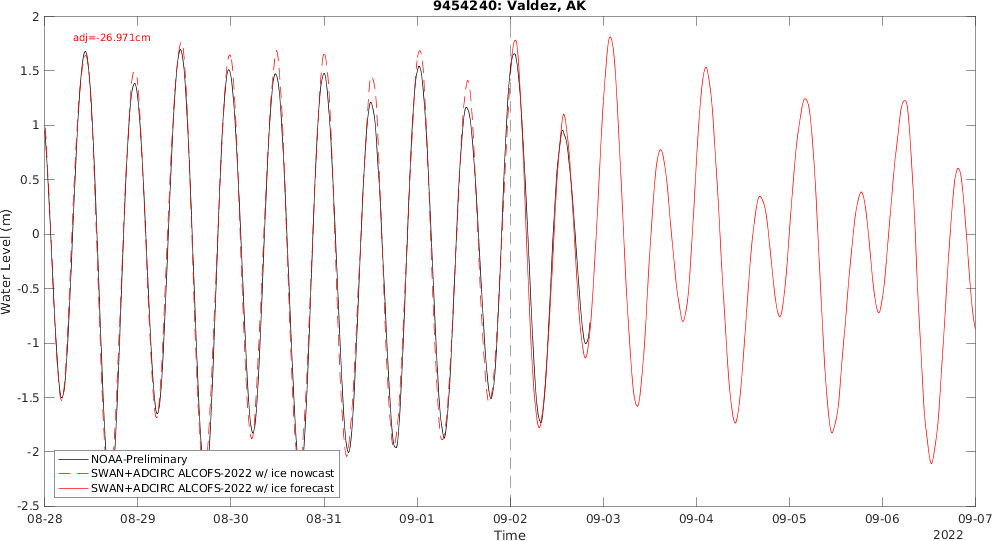 9454240: Valdez, AK
adj=-26.971cm
Water Level (m)
2
1.5
1
0.5
0
-0.5
-1
-1.5
-2
-2.5
NOAA-Preliminary
SWAN+ADCIRC ALCOFS-2022 w/ ice nowcast
SWAN+ADCIRC ALCOFS-2022 w/ ice forecast
08-28 08-29 08-30 08-31 09-01 09-02 09-03 09-04 09-05 09-06 09-07
Time
2022